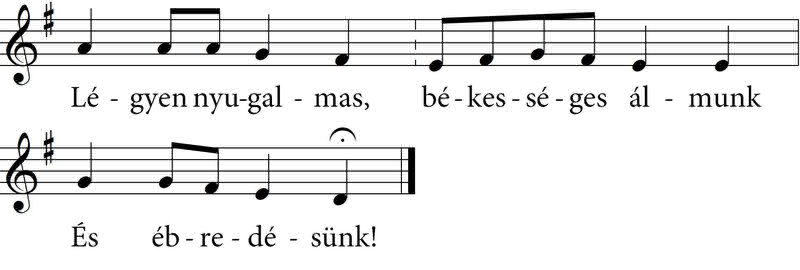 Lé - gyen nyu-gal - mas, bé - kes - sé - ges ál - munk
És éb - re - dé - sünk!